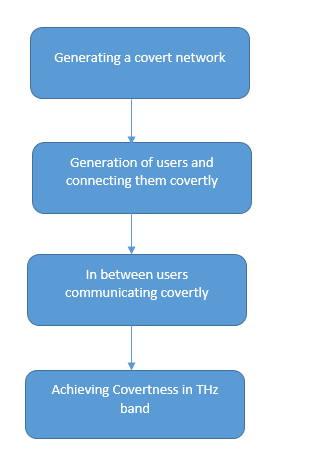 Generating a covert network
Generation of users and
connecting them covertly
In between users
communicating covertly
Achieving Covertness in THz
band